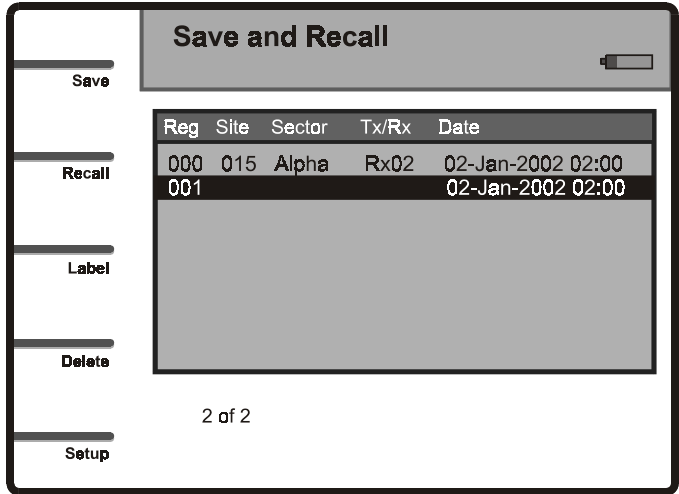 Save and Recall
Save
Recall
Label
Delete
Setup
Reg Site Sector Tx/Rx Date
000 015 Alpha Rx02 02-Jan-2002 02:00
001 02-Jan-2002 02:00
2 of 2